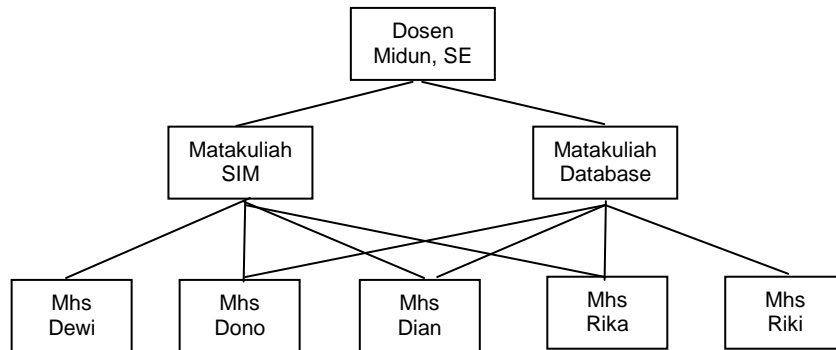 Dosen
Midun, SE
Matakuliah
SIM
Matakuliah
Database
Mhs
Dewi
Mhs
Dono
Mhs
Dian
Mhs
Rika
Mhs
Riki